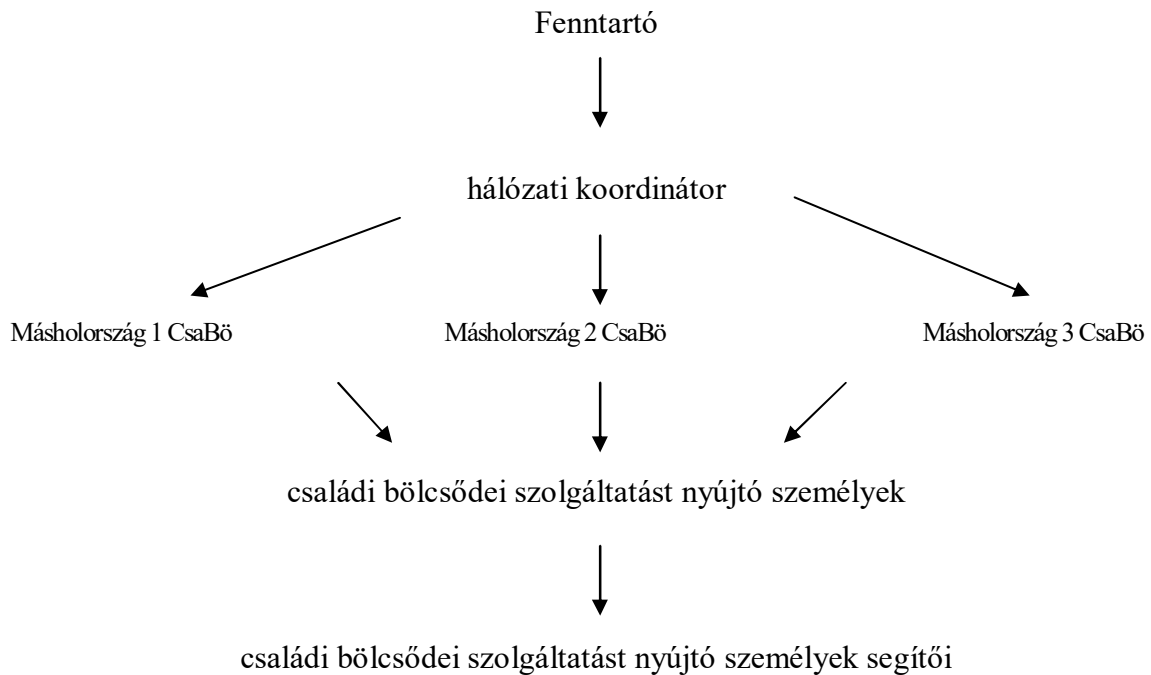 Fenntartó
hálózati koordinátor
Másholország 1 CsaBö
Másholország 2 CsaBö
Másholország 3 CsaBö
családi bölcsődei szolgáltatást nyújtó személyek
családi bölcsődei szolgáltatást nyújtó személyek segítői